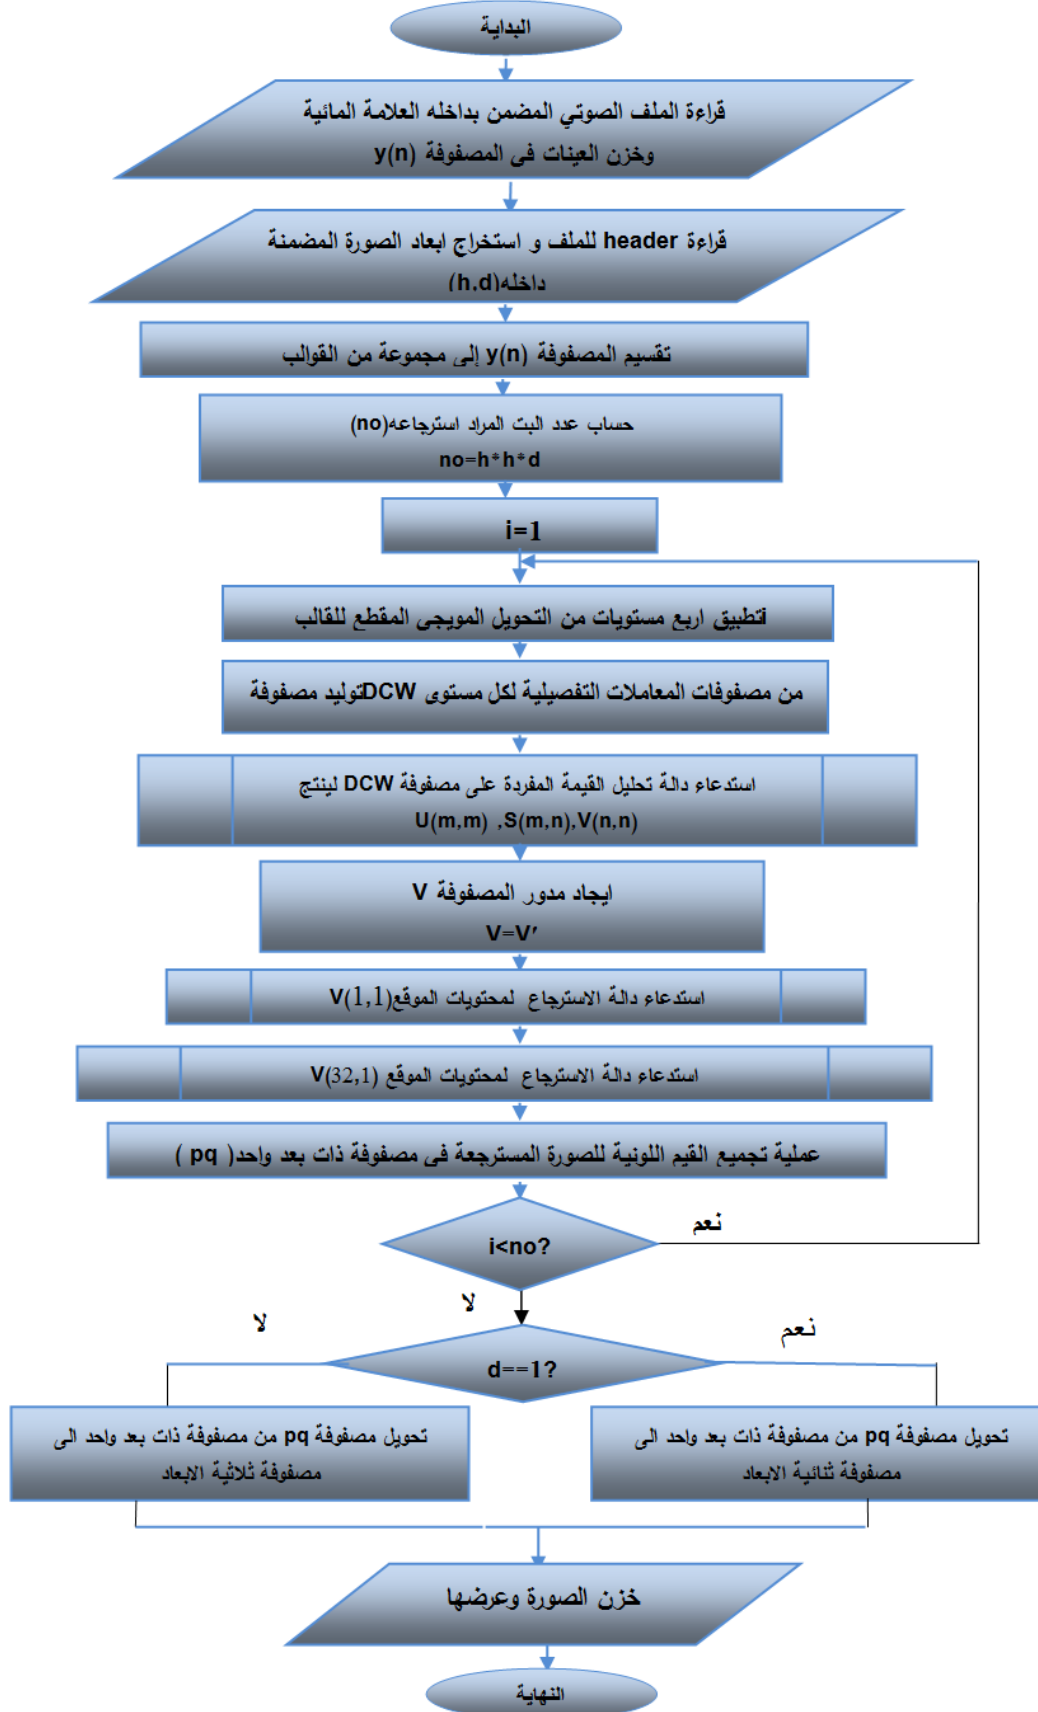 البداية
قراءة الملف الصوتي المضمن بداخله العلامة المائية
وخزن العينات في المصفوفة y(n)
قراءة header للملف و استخراج ابعاد الصورة المضمنة
داخله(h,d)
تقسيم المصفوفة y(n) إلى مجموعة من القوالب
حساب عدد البت المراد استرجاعه(no)
no=h*h*d
i=1
iتطبيق اربع مستويات من التحويل المويجي المقطع للقالب
من مصفوفات المعاملات التفصيلية لكل مستوى DCWتوليد مصفوفة
استدعاء دالة تحليل القيمة المفردة على مصفوفة DCW لينتج
U(m,m) ,S(m,n),V(n,n)
ايجاد مدور المصفوفة V
V=V′
استدعاء دالة الاسترجاع لمحتويات الموقع V(1,1)
استدعاء دالة الاسترجاع لمحتويات الموقع V(32,1)
عملية تجميع القيم اللونية للصورة المسترجعة في مصفوفة ذات بعد واحد( pq )
i<no?
نعم
لا
d==1?
نعم
لا
تحويل مصفوفة pq من مصفوفة ذات بعد واحد الى
مصفوفة ثنائية الابعاد
تحويل مصفوفة pq من مصفوفة ذات بعد واحد الى
مصفوفة ثلاثية الابعاد
خزن الصورة وعرضها
النهاية